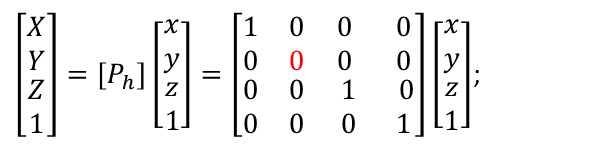 [X Y Z 1] = [P_h] [x y z 1] = [1 0 0 0
0 0 0 0
0 0 1 0
0 0 0 1] [x y z 1];